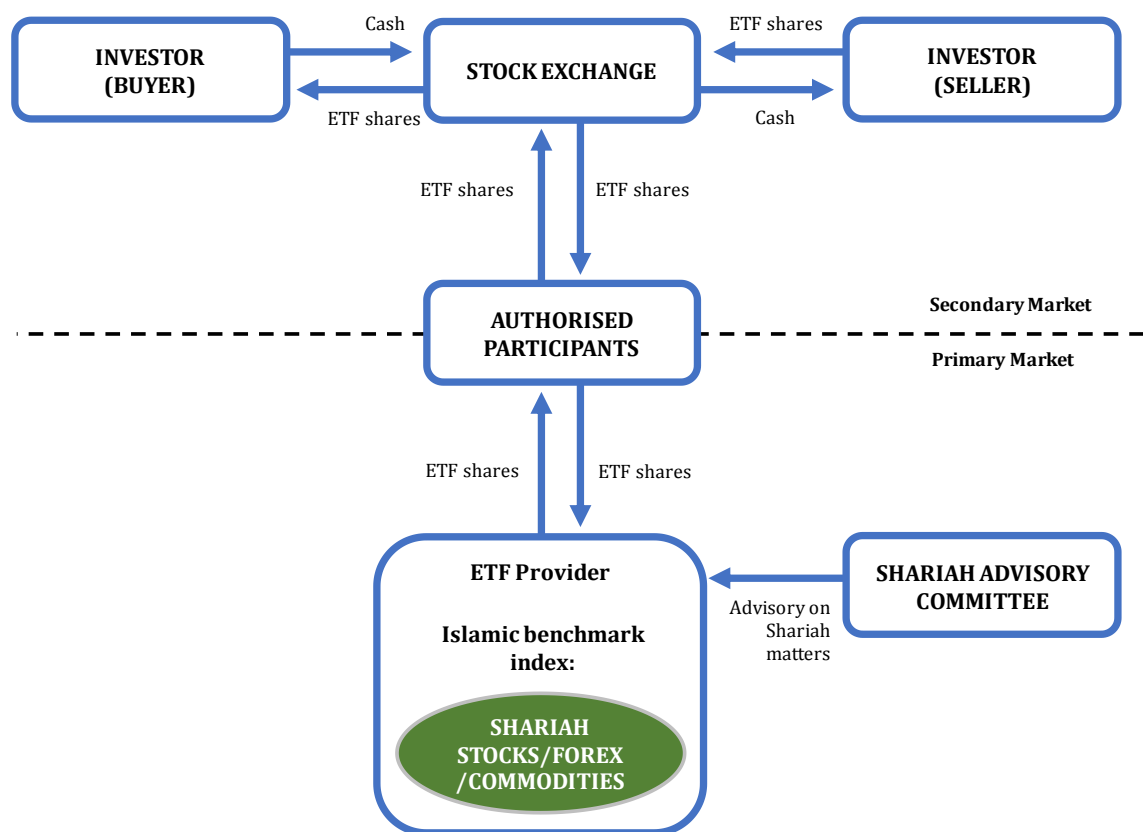 Cash
ETF shares
INVESTOR
(BUYER)
STOCK EXCHANGE
INVESTOR
(SELLER)
ETF shares
Cash
ETF shares
ETF shares
AUTHORISED
PARTICIPANTS
Secondary Market
Primary Market
ETF shares
ETF shares
ETF Provider
Islamic benchmark
index:
SHARIAH
STOCKS/FOREX
/COMMODITIES
SHARIAH ADVISORY
COMMITTEE
Advisory on
Shariah
matters